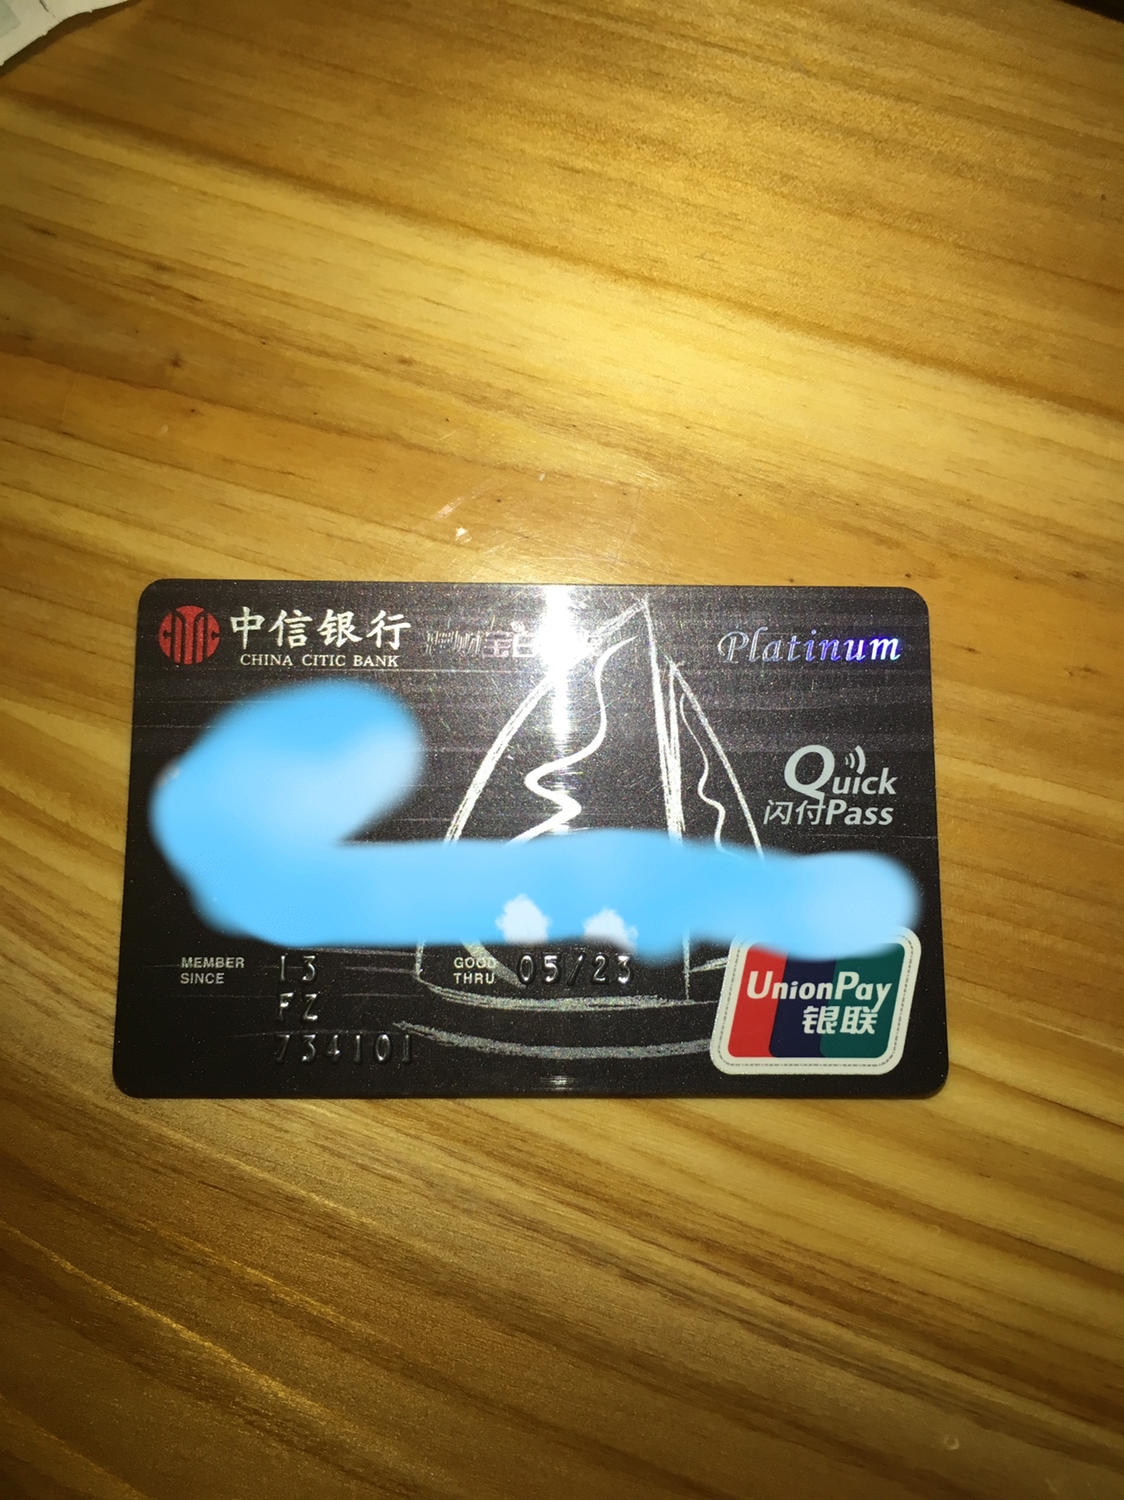 中信银行
CHINA CITIC BANK
Platinum
Quick
闪付Pass
MEMBER SINCE 13
GOOD THRU 05/23
FZ
734101
UnionPay
银联